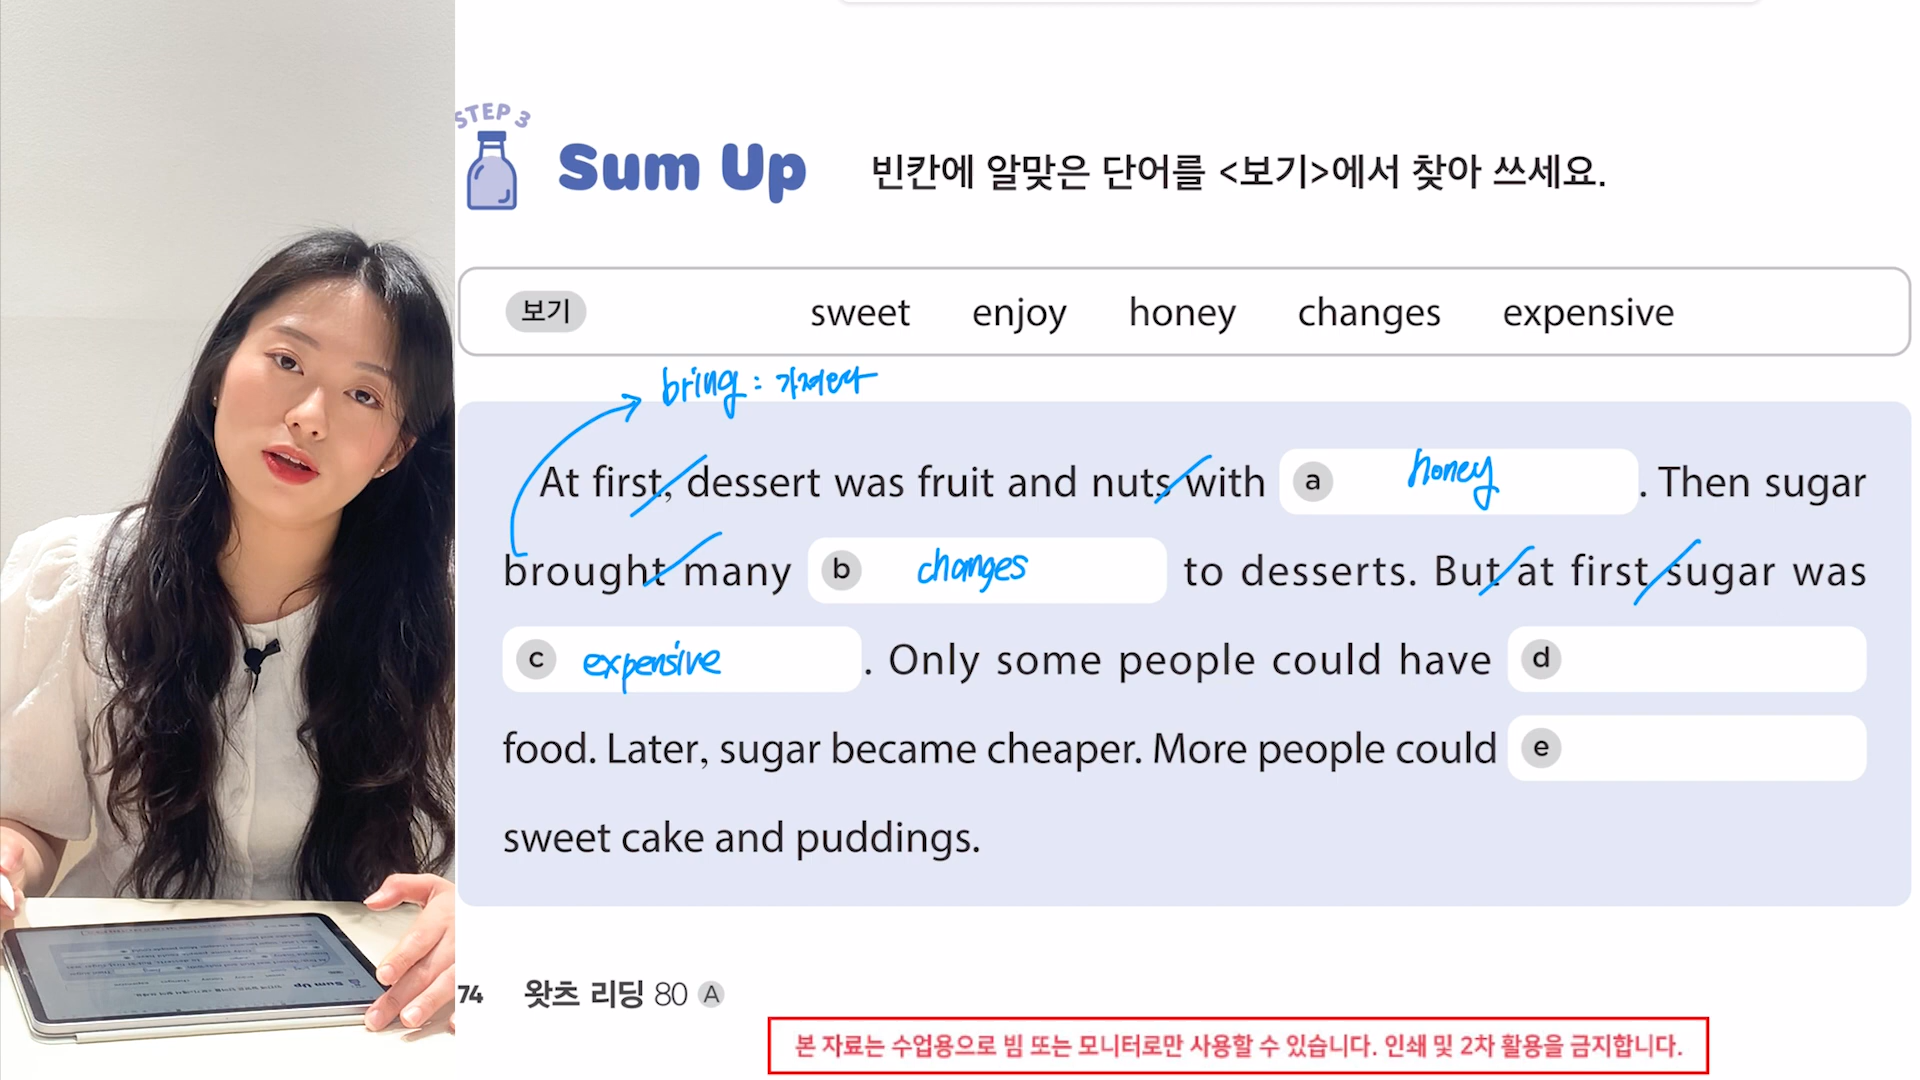 STEP 3
Sum Up 빈칸에 알맞은 단어를 <보기>에서 찾아 쓰세요.
보기 sweet enjoy honey changes expensive
bring : 가져오다
At first, dessert was fruit and nuts with a honey . Then sugar
brought many b changes to desserts. But at first sugar was
c expensive . Only some people could have d
food. Later, sugar became cheaper. More people could e
sweet cake and puddings.
74 왓츠 리딩 80 A
본 자료는 수업용으로 빔 또는 모니터로만 사용할 수 있습니다. 인쇄 및 2차 활용을 금지합니다.